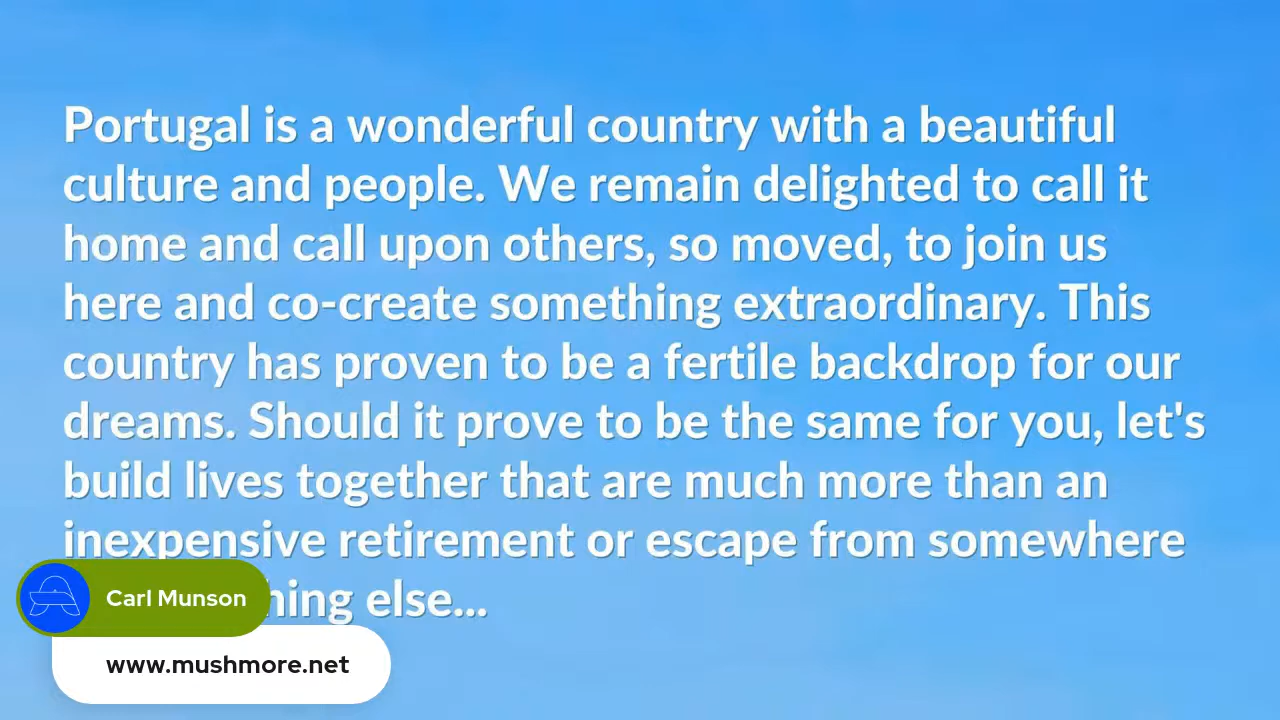 Portugal is a wonderful country with a beautiful
culture and people. We remain delighted to call it
home and call upon others, so moved, to join us
here and co-create something extraordinary. This
country has proven to be a fertile backdrop for our
dreams. Should it prove to be the same for you, let's
build lives together that are much more than an
inexpensive retirement or escape from somewhere
else...
Carl Munson
www.mushmore.net